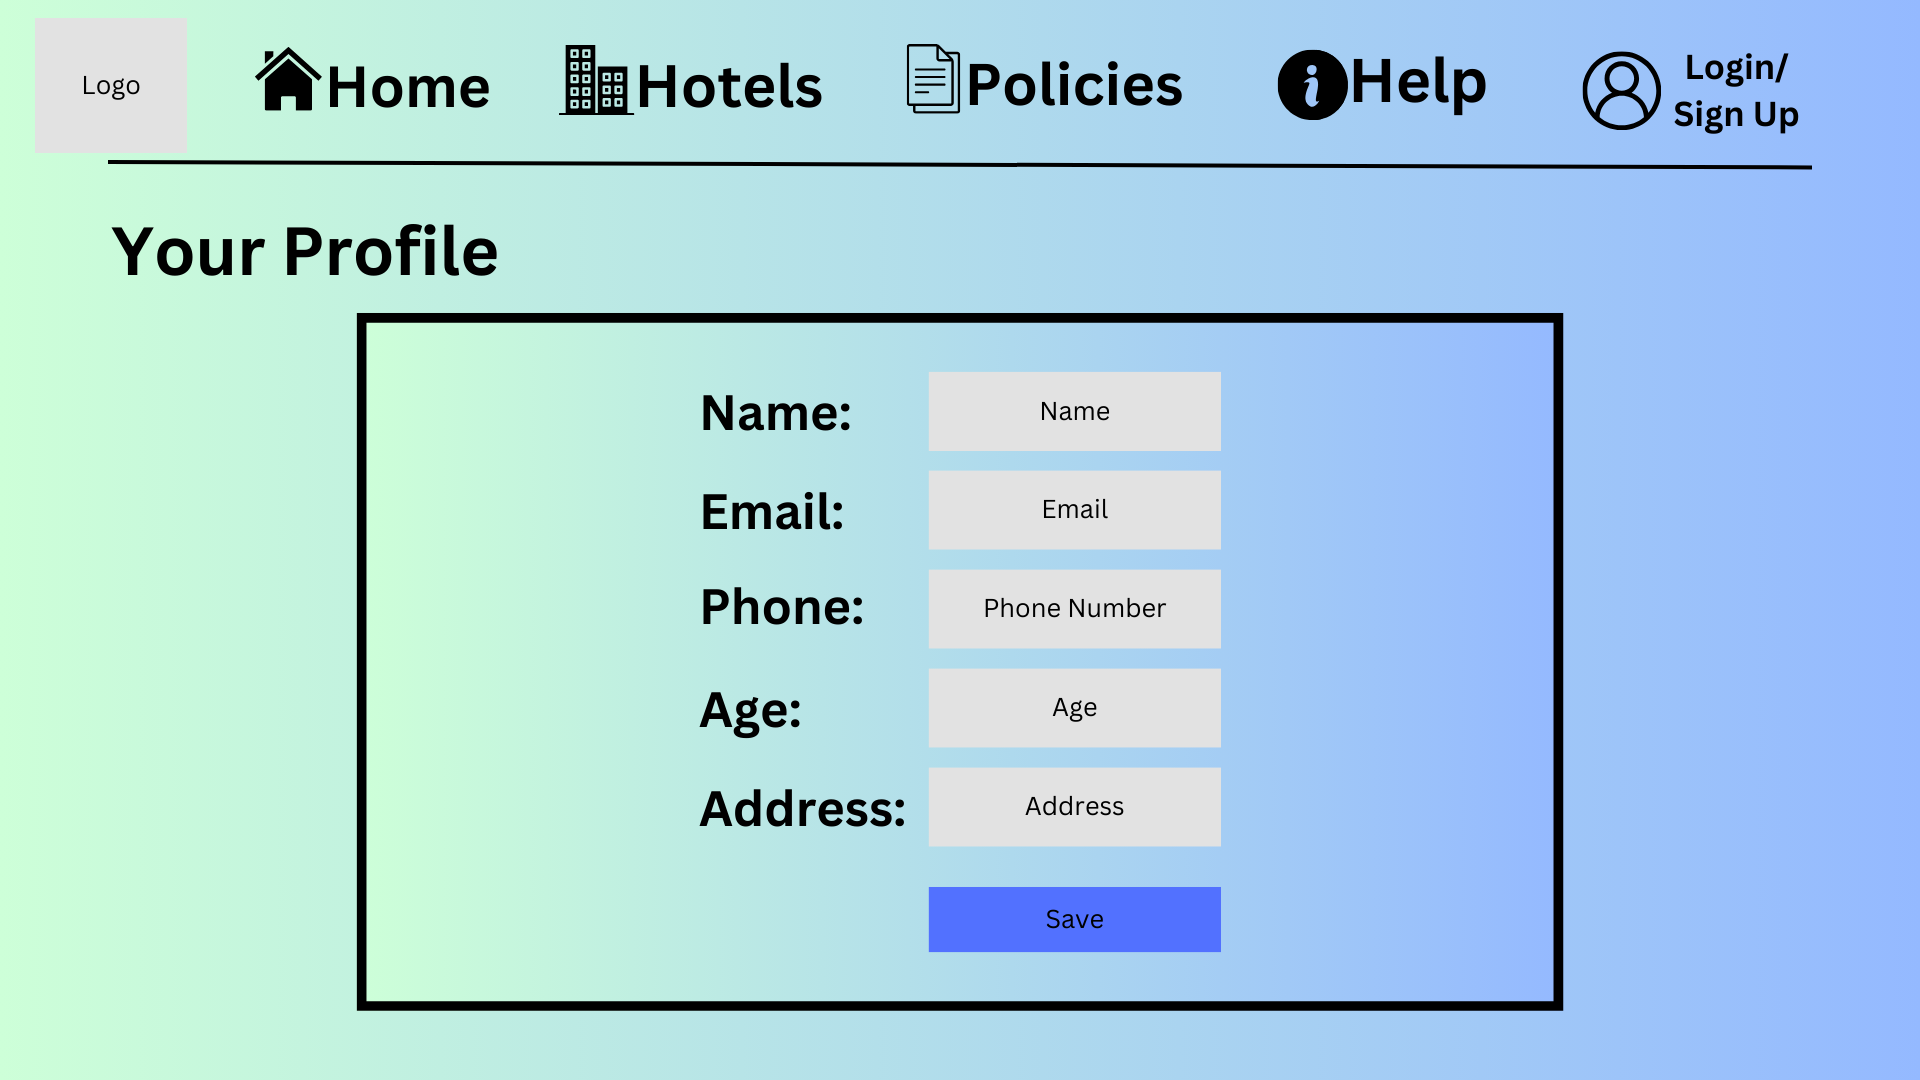 Logo
Home
Hotels
Policies
Help
Login/
Sign Up
Your Profile
Name:
Name
Email:
Email
Phone:
Phone Number
Age:
Age
Address:
Address
Save